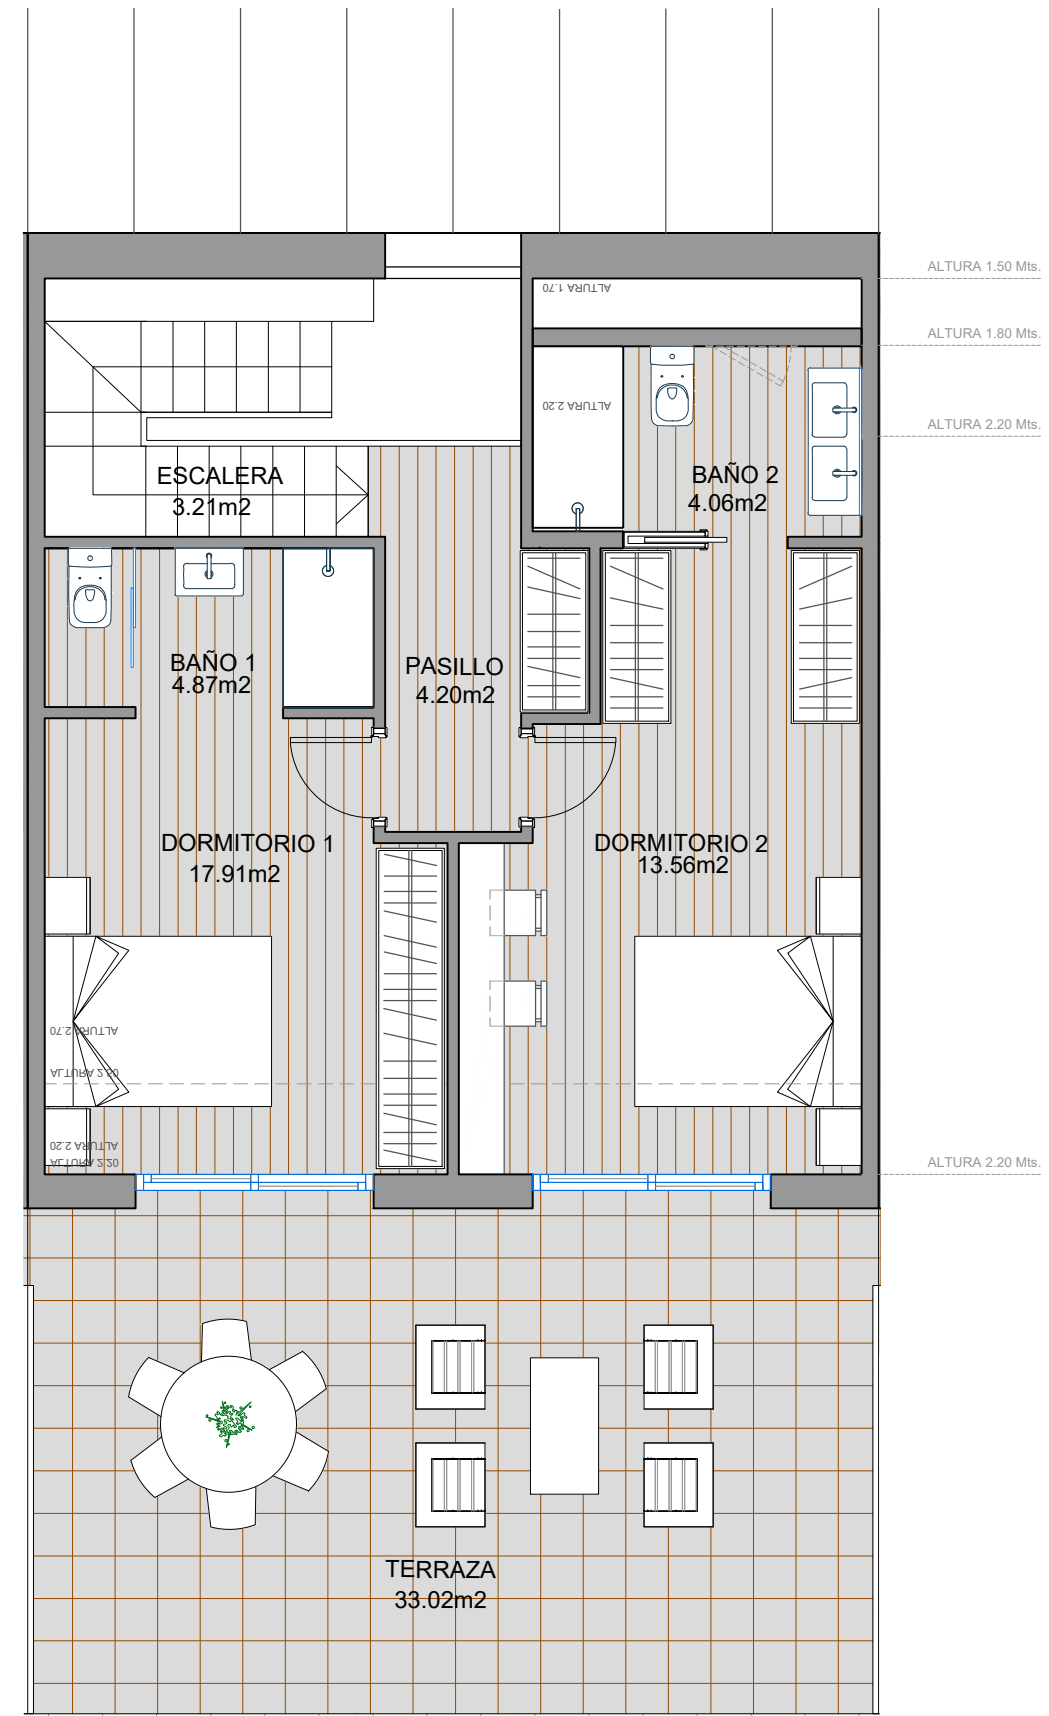 ALTURA 1.50 Mts.
ALTURA 1.70
ALTURA 1.80 Mts.
ALTURA 2.20
ALTURA 2.20 Mts.
ESCALERA
3.21m2
BAÑO 2
4.06m2
BAÑO 1
4.87m2
PASILLO
4.20m2
DORMITORIO 1
17.91m2
DORMITORIO 2
13.56m2
ALTURA 2.70
ALTURA 2.50
ALTURA 2.20
ALTURA 2.20
ALTURA 2.20 Mts.
TERRAZA
33.02m2